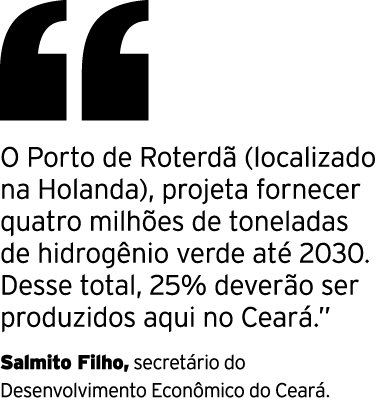 “
O Porto de Roterdã (localizado
na Holanda), projeta fornecer
quatro milhões de toneladas
de hidrogênio verde até 2030.
Desse total, 25% deverão ser
produzidos aqui no Ceará.”
Salmito Filho, secretário do
Desenvolvimento Econômico do Ceará.